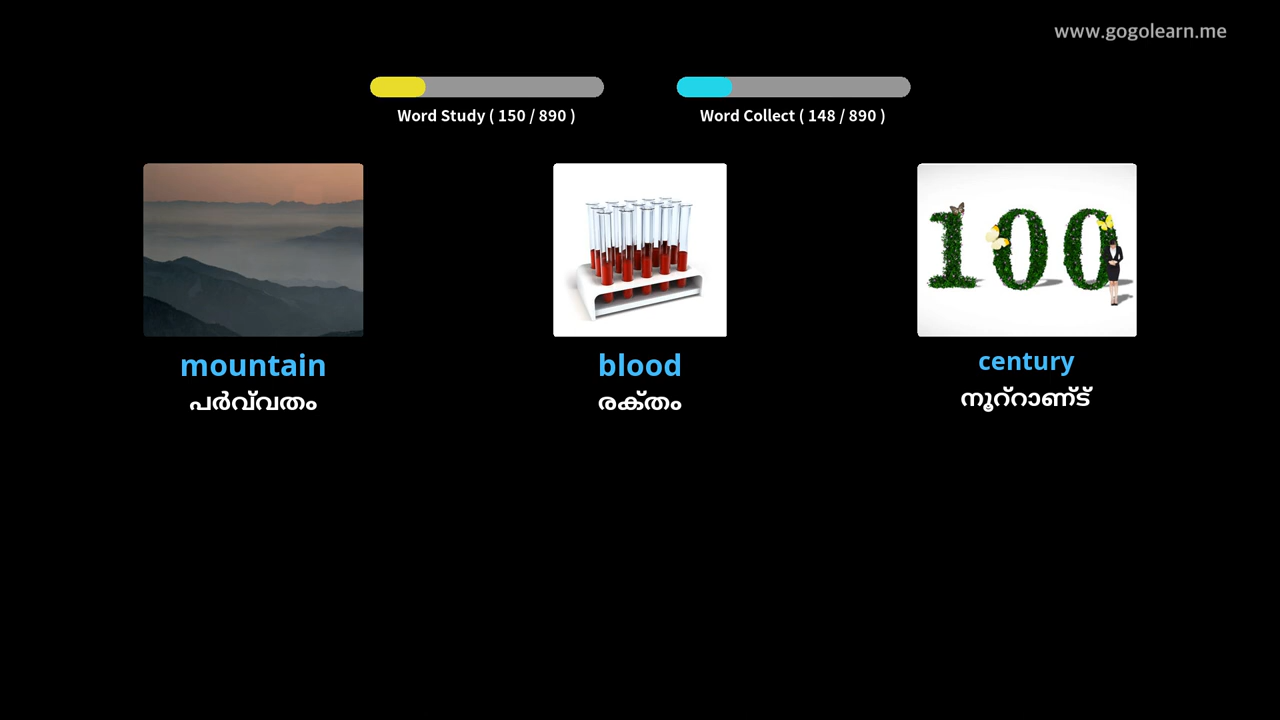 www.gogolearn.me
Word Study ( 150 / 890 )
Word Collect ( 148 / 890 )
mountain
blood
century
പർവ്വതം
രക്തം
നൂറ്റാണ്ട്